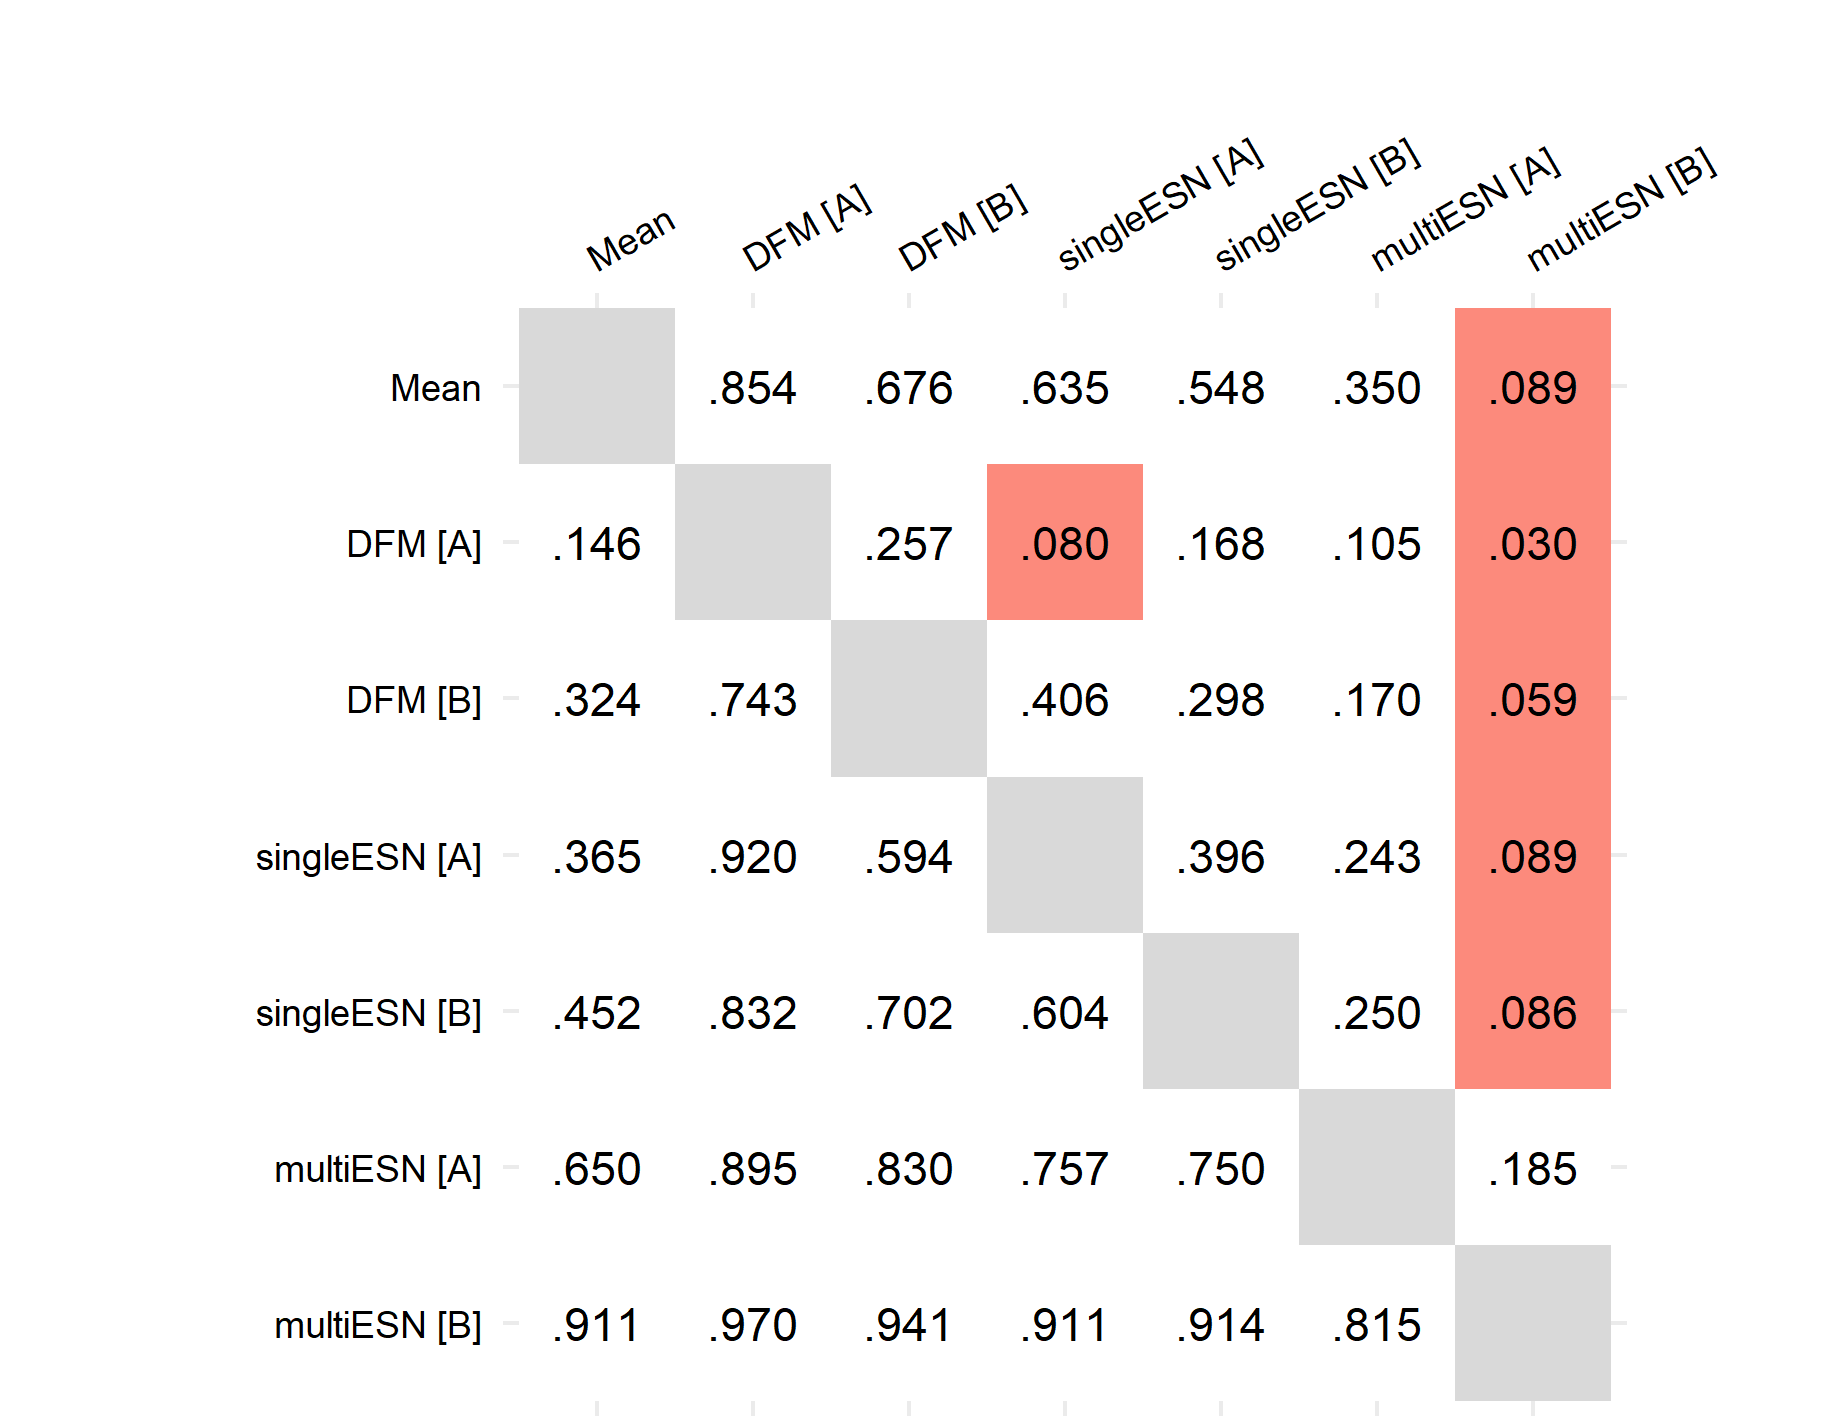 Mean DFM [A] DFM [B] singleESN [A] singleESN [B] multiESN [A] multiESN [B]
Mean .854 .676 .635 .548 .350 .089
DFM [A] .146 .257 .080 .168 .105 .030
DFM [B] .324 .743 .406 .298 .170 .059
singleESN [A] .365 .920 .594 .396 .243 .089
singleESN [B] .452 .832 .702 .604 .250 .086
multiESN [A] .650 .895 .830 .757 .750 .185
multiESN [B] .911 .970 .941 .911 .914 .815